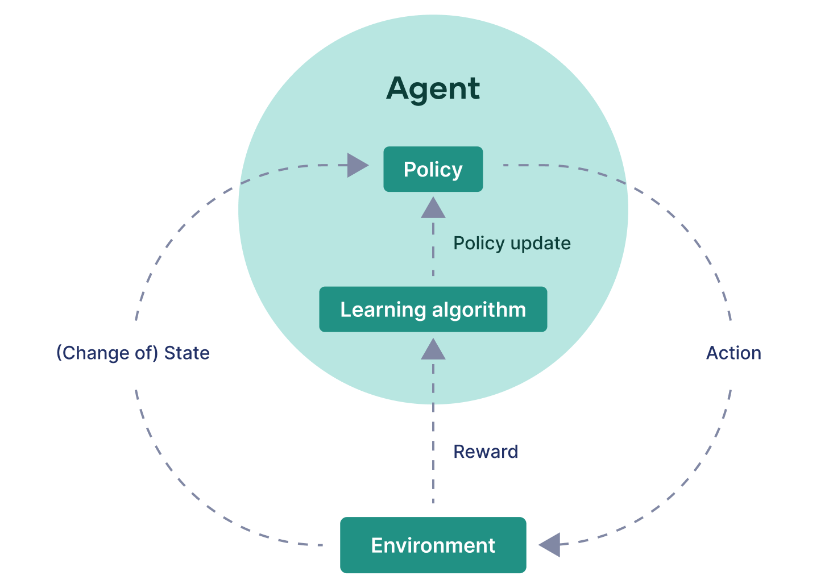 Agent
Policy
Policy update
Learning algorithm
(Change of) State
Action
Reward
Environment